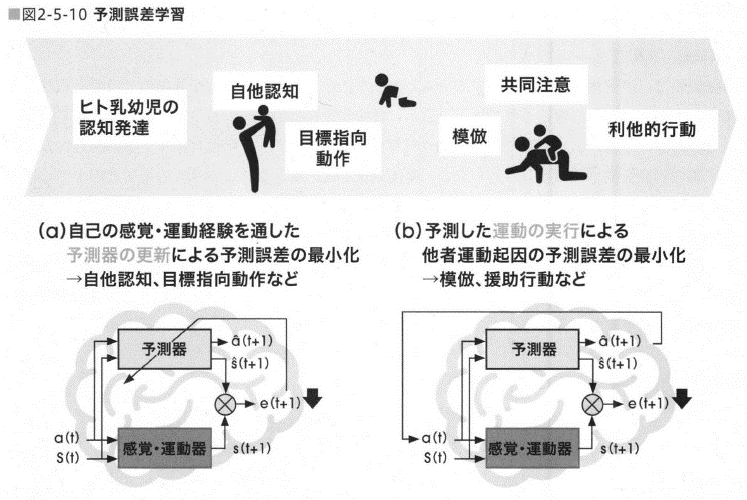 ■図2-5-10 予測誤差学習
ヒト乳幼児の
認知発達
自他認知
目標指向
動作
共同注意
模倣
利他的行動
(a)自己の感覚・運動経験を通した
予測器の更新による予測誤差の最小化
→自他認知、目標指向動作など
予測器
â(t+1)
ŝ(t+1)
e(t+1)
a(t)
S(t)
感覚・運動器
s(t+1)
(b)予測した運動の実行による
他者運動起因の予測誤差の最小化
→模倣、援助行動など
予測器
â(t+1)
ŝ(t+1)
e(t+1)
a(t)
S(t)
感覚・運動器
s(t+1)